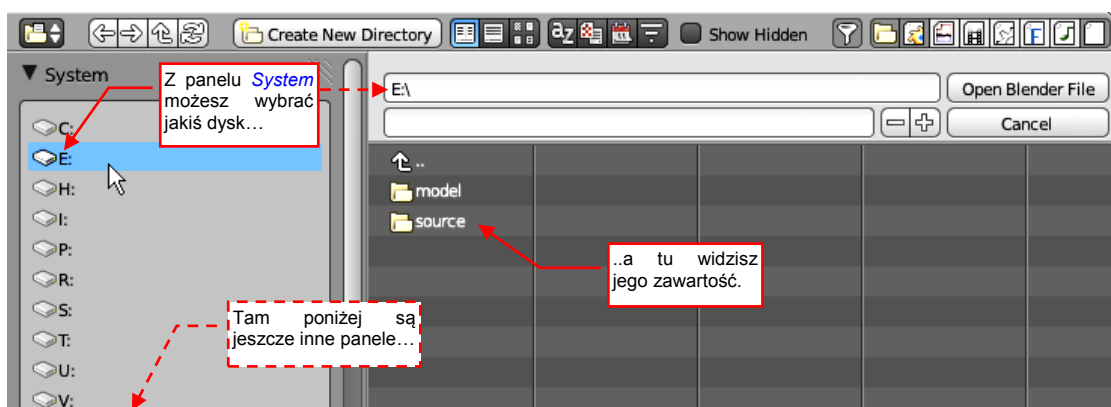 Create New Directory
Show Hidden
System
Z panelu System
możesz wybrać
jakiś dysk…
E:\
Open Blender File
Cancel
C:
E:
H:
I:
P:
R:
S:
T:
U:
V:
..
model
source
..a tu widzisz
jego zawartość.
Tam poniżej są
jeszcze inne panele…